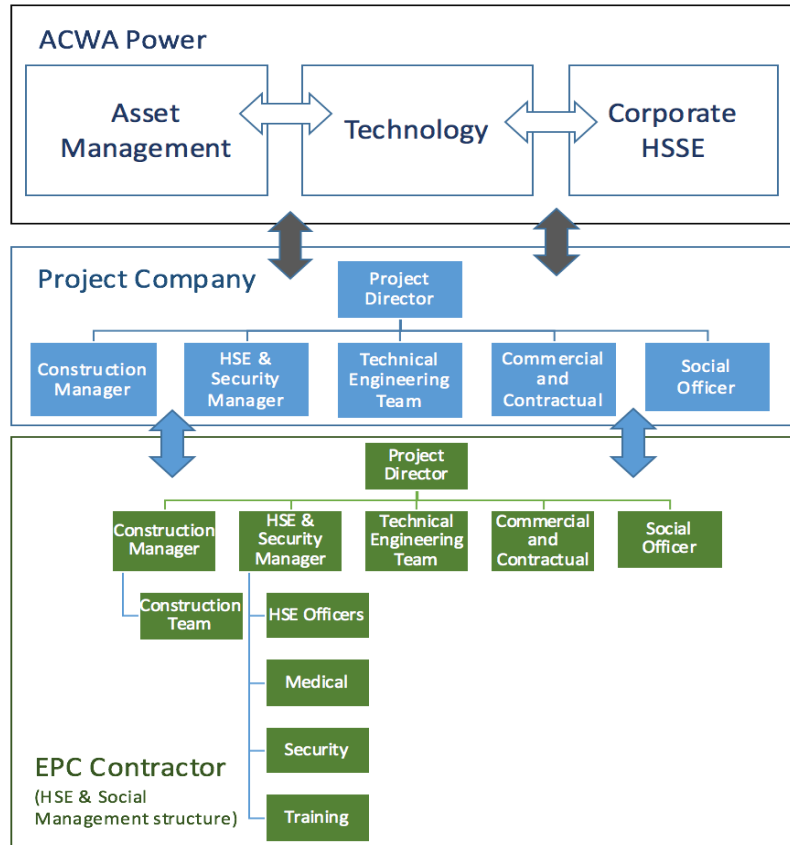 ACWA Power
Asset
Management
Technology
Corporate
HSSE
Project Company
Project
Director
Construction
Manager
HSE &
Security
Manager
Technical
Engineering
Team
Commercial
and
Contractual
Social
Officer
Project
Director
Construction
Manager
HSE &
Security
Manager
Technical
Engineering
Team
Commercial
and
Contractual
Social
Officer
Construction
Team
HSE Officers
Medical
Security
Training
EPC Contractor
(HSE & Social
Management structure)